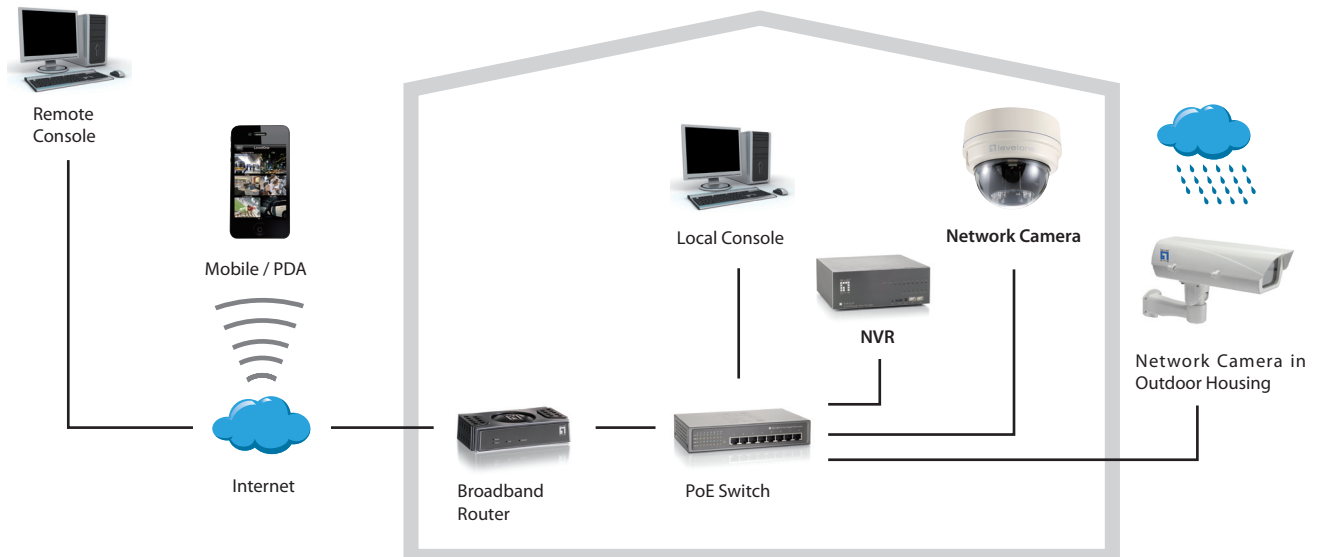 Remote
Console
Mobile / PDA
Internet
Broadband
Router
Local Console
PoE Switch
NVR
level
Network Camera
Network Camera in
Outdoor Housing